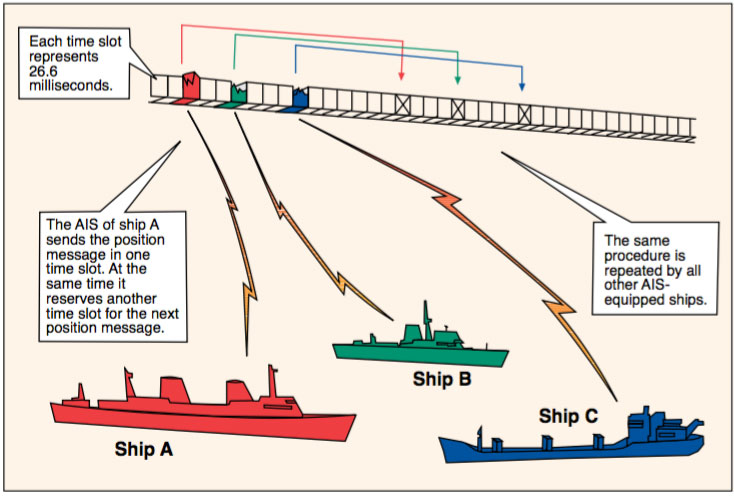 Each time slot
represents
26.6
milliseconds.
The AIS of ship A
sends the position
message in one
time slot. At the
same time it
reserves another
time slot for the next
position message.
The same
procedure is
repeated by all
other AIS-
equipped ships.
Ship B
Ship C
Ship A